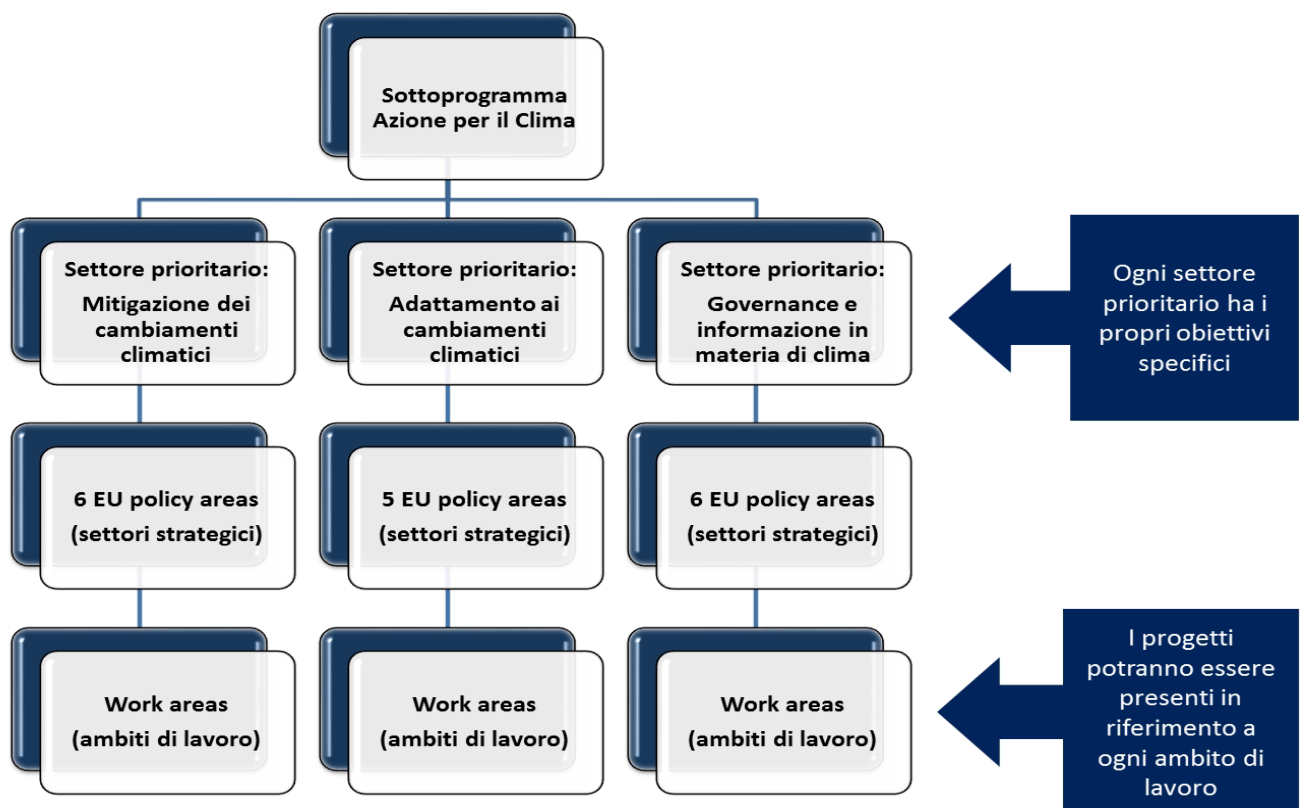 Sottoprogramma
Azione per il Clima
Settore prioritario:
Mitigazione dei
cambiamenti
climatici
Settore prioritario:
Adattamento ai
cambiamenti
climatici
Settore prioritario:
Governance e
informazione in
materia di clima
Ogni settore
prioritario ha i
propri obiettivi
specifici
6 EU policy areas
(settori strategici)
5 EU policy areas
(settori strategici)
6 EU policy areas
(settori strategici)
Work areas
(ambiti di lavoro)
Work areas
(ambiti di lavoro)
Work areas
(ambiti di lavoro)
I progetti
potranno essere
presenti in
riferimento a
ogni ambito di
lavoro